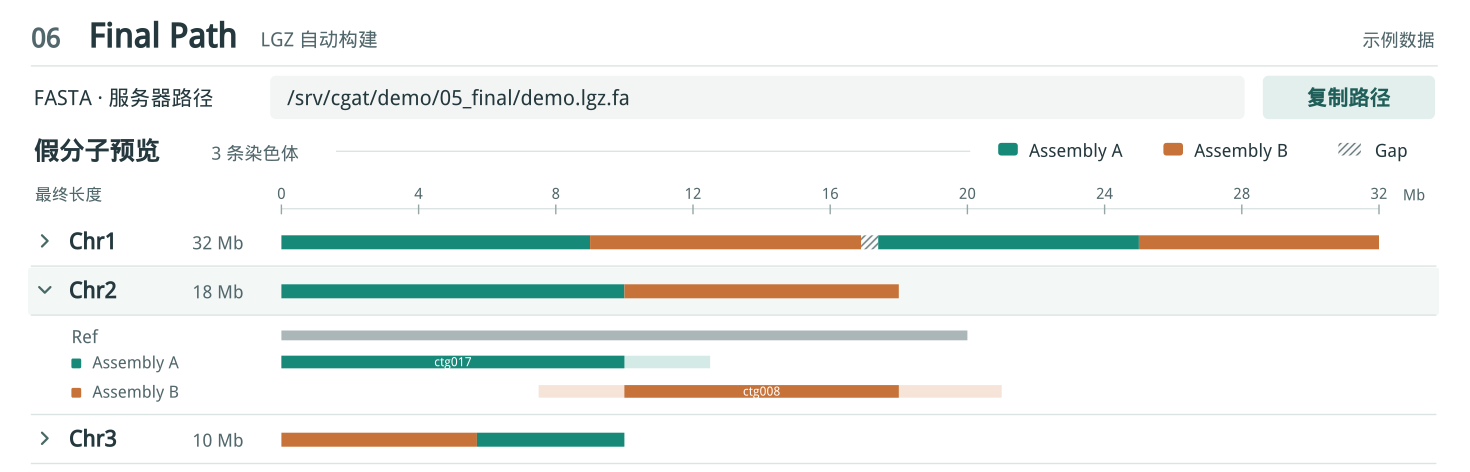 06 Final Path LGZ 自动构建 示例数据
FASTA · 服务器路径 /srv/cgat/demo/05_final/demo.lgz.fa 复制路径
假分子预览 3 条染色体 Assembly A Assembly B Gap
最终长度 0 4 8 12 16 20 24 28 32 Mb
Chr1 32 Mb
Chr2 18 Mb
Ref
Assembly A ctg017
Assembly B ctg008
Chr3 10 Mb